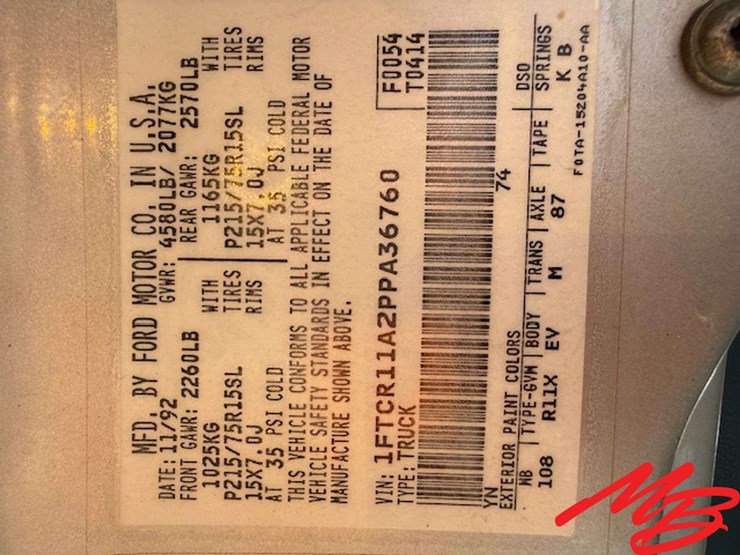 MFD. BY FORD MOTOR CO. IN U.S.A.
DATE: 11/92 GVWR: 4580LB/ 2077KG
FRONT GAWR: 2260LB REAR GAWR: 2570LB
1025KG WITH 1165KG WITH
P215/75R15SL TIRES P215/75R15SL TIRES
15X7.0J RIMS 15X7.0J RIMS
AT 35 PSI COLD AT 35 PSI COLD
THIS VEHICLE CONFORMS TO ALL APPLICABLE FEDERAL MOTOR
VEHICLE SAFETY STANDARDS IN EFFECT ON THE DATE OF
MANUFACTURE SHOWN ABOVE.
VIN: 1FTCR11A2PPA36760 F0054
TYPE: TRUCK T0414
YN 74
EXTERIOR PAINT COLORS DSO
WB TYPE-GVM BODY TRANS AXLE TAPE SPRINGS
108 R11X EV M 87 K B
F0TA-15204A10-AA
MB